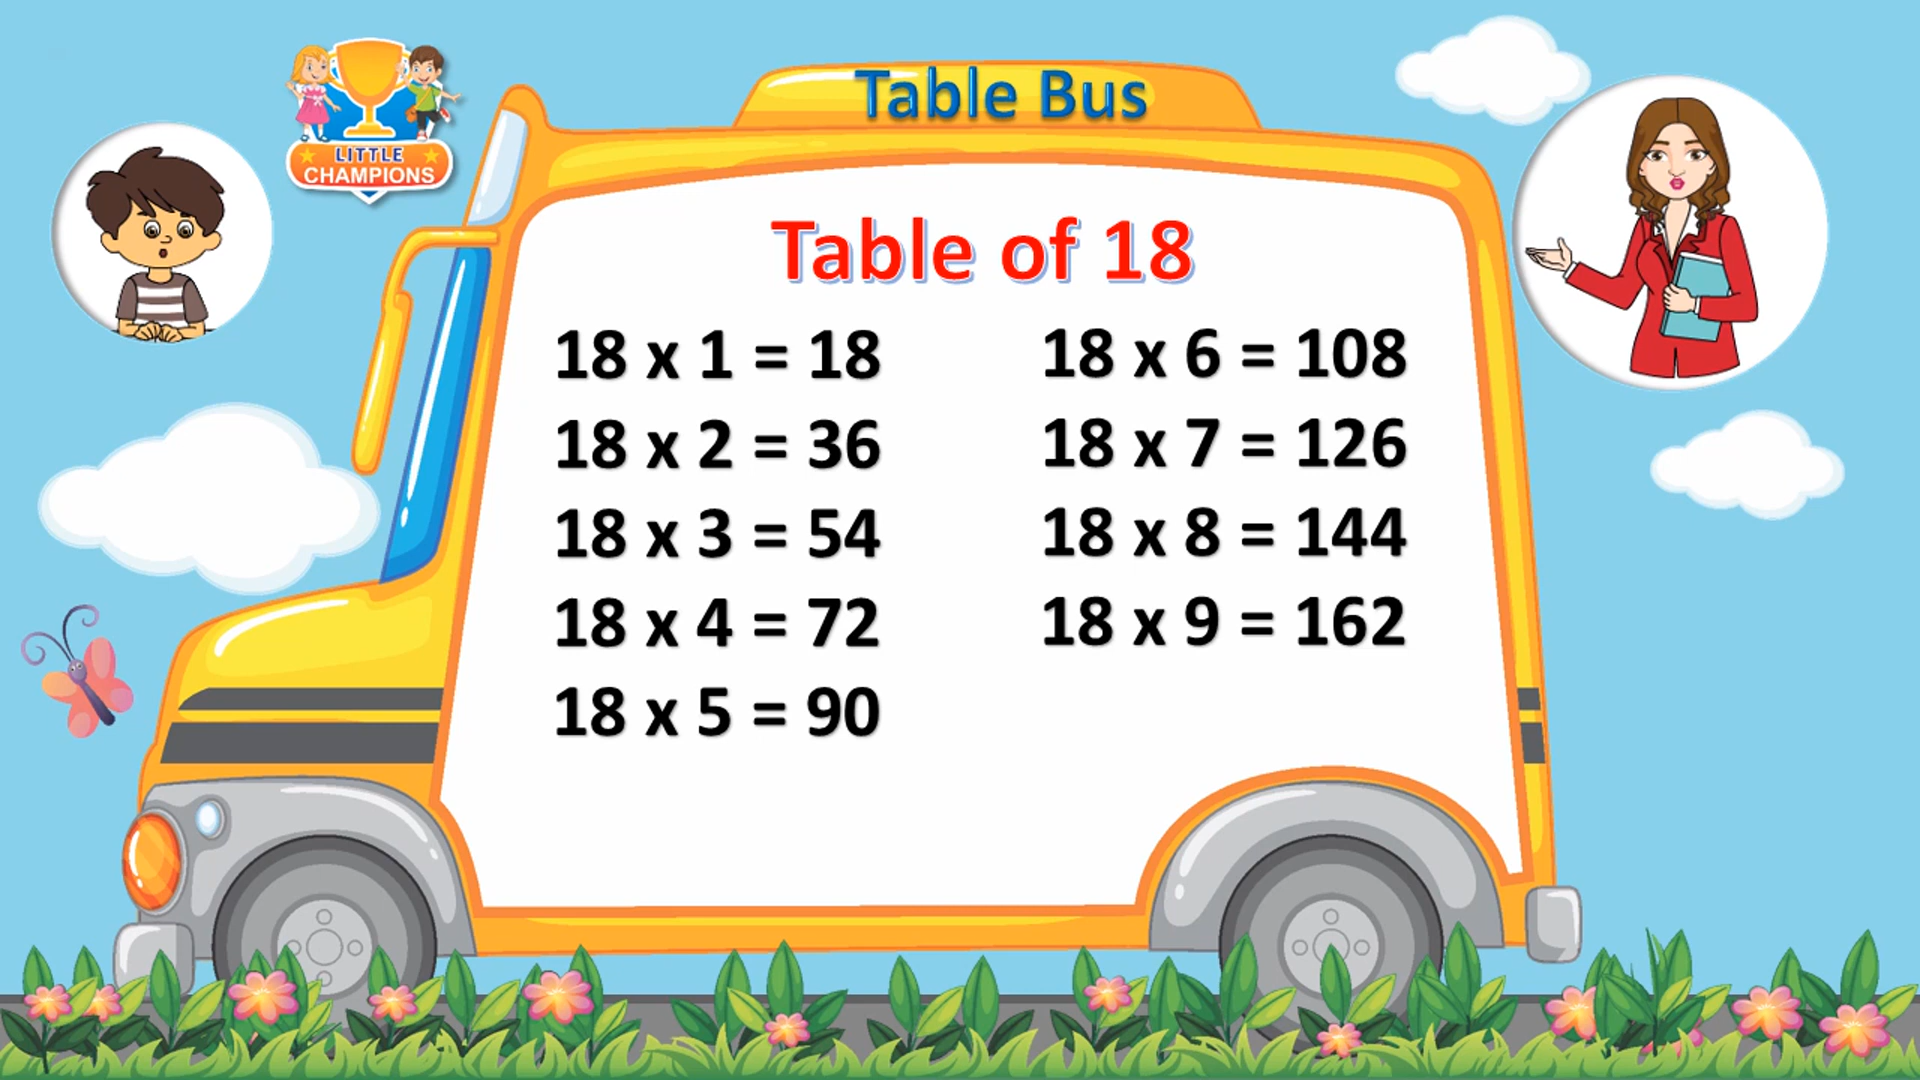 Table Bus
LITTLE
CHAMPIONS
Table of 18
18 x 1 = 18
18 x 2 = 36
18 x 3 = 54
18 x 4 = 72
18 x 5 = 90
18 x 6 = 108
18 x 7 = 126
18 x 8 = 144
18 x 9 = 162